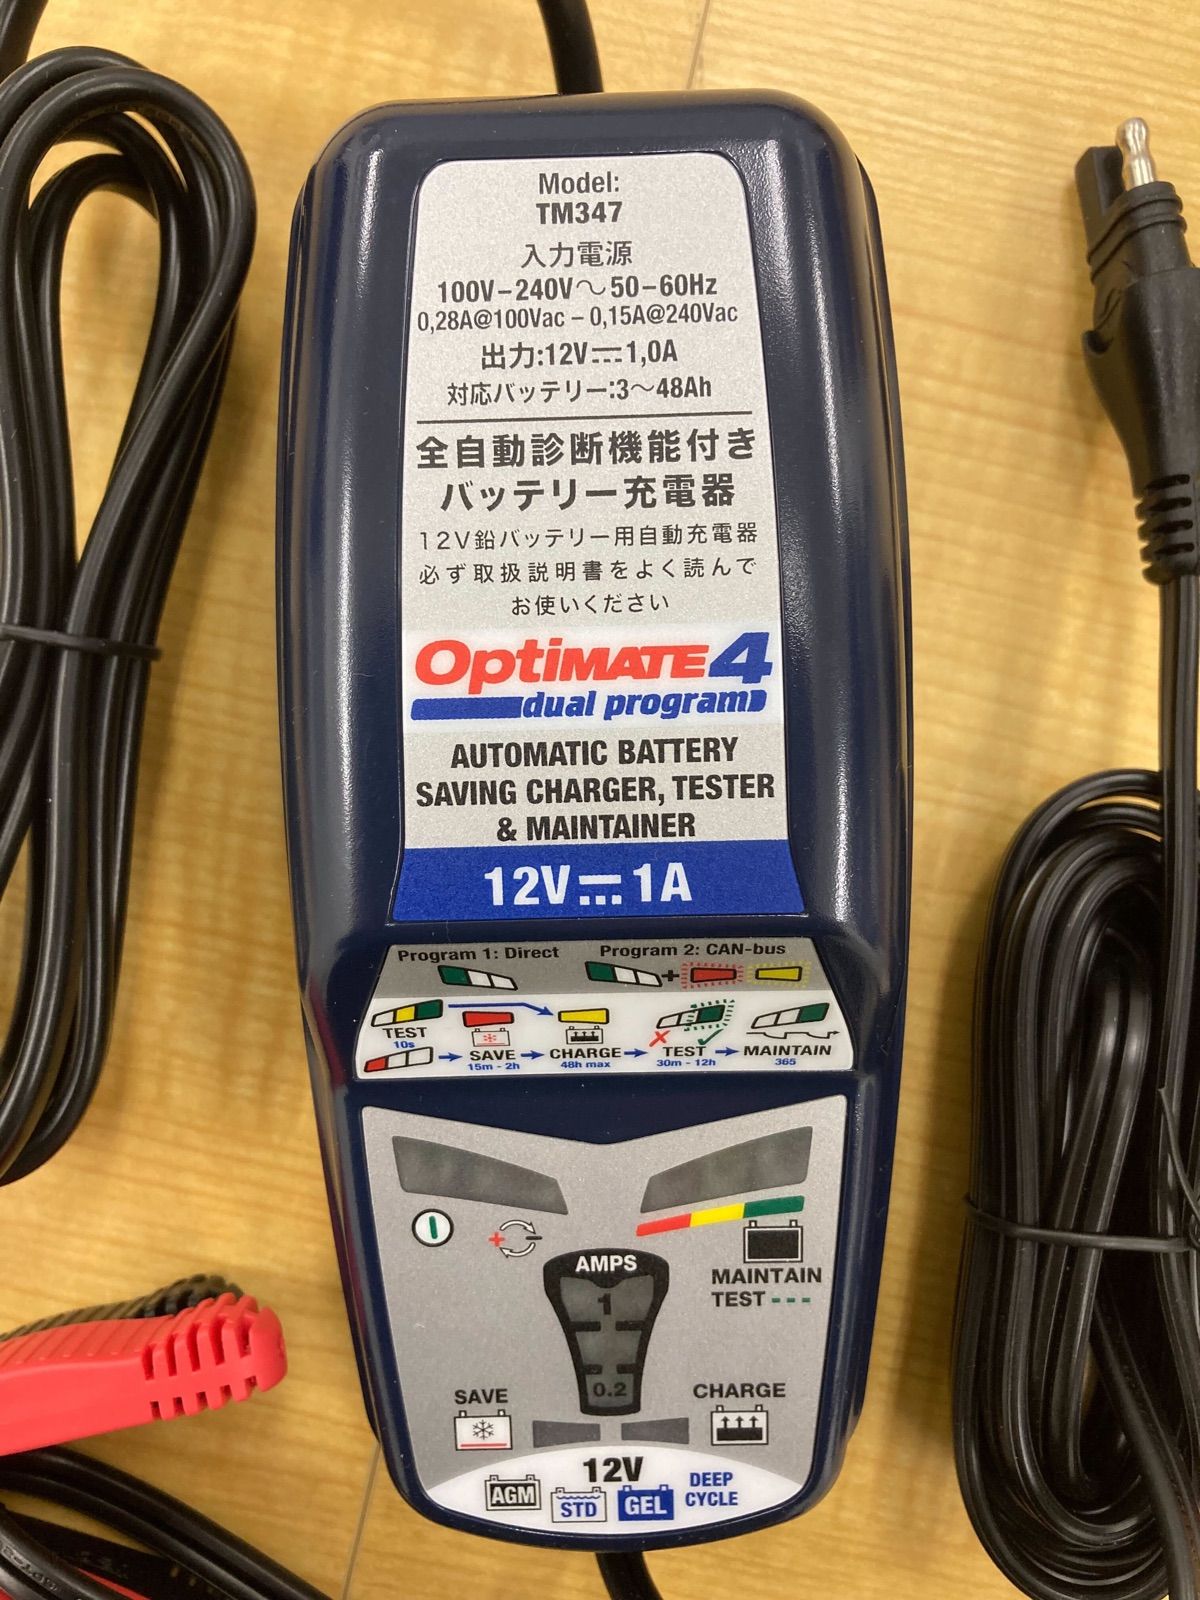 Model:
TM347
入力電源
100V-240V～50-60Hz
0,28A@100Vac - 0,15A@240Vac
出力:12V⎓1,0A
対応バッテリー:3～48Ah
全自動診断機能付き
バッテリー充電器
12V鉛バッテリー用自動充電器
必ず取扱説明書をよく読んで
お使いください
OptiMATE4
dual program
AUTOMATIC BATTERY
SAVING CHARGER, TESTER
& MAINTAINER
12V⎓1A
Program 1: Direct
Program 2: CAN-bus
+
TEST
10s
SAVE
15m - 2h
CHARGE
48h max
TEST
30m - 12h
MAINTAIN
365
+ -
AMPS
1
0.2
MAINTAIN
TEST ---
SAVE
CHARGE
12V
AGM
STD
GEL
DEEP
CYCLE